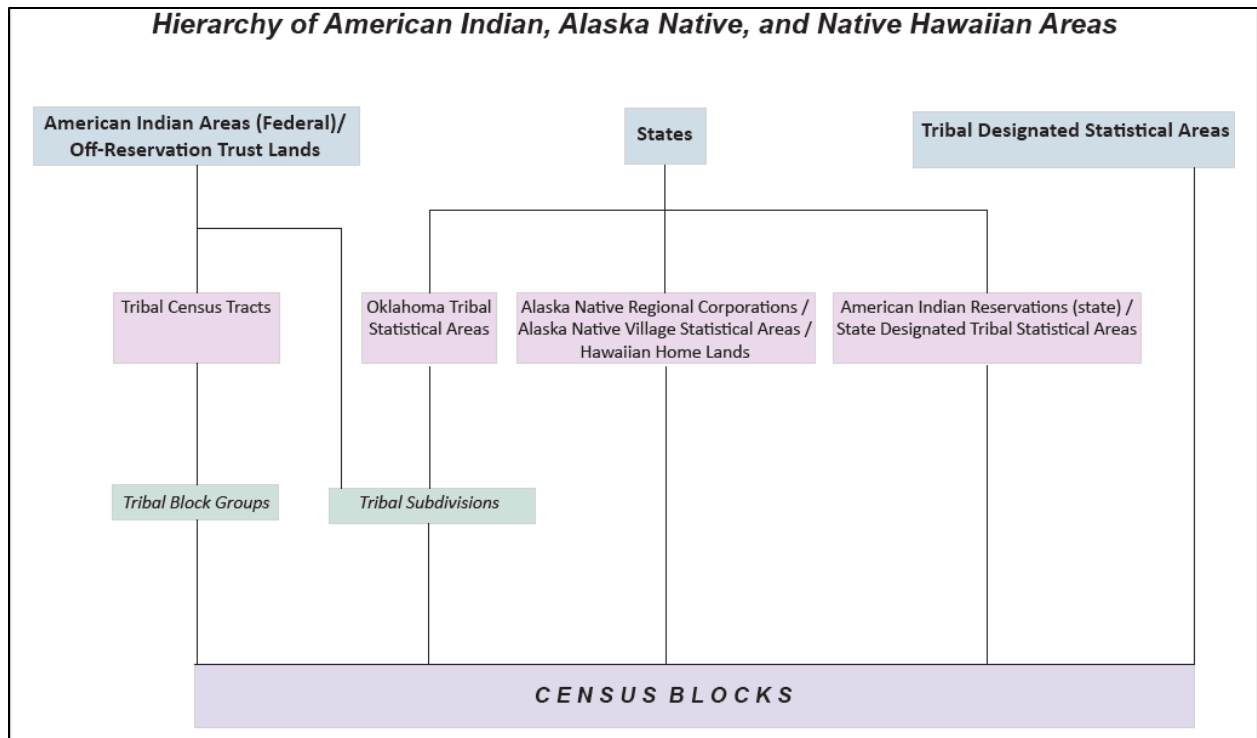 Hierarchy of American Indian, Alaska Native, and Native Hawaiian Areas
American Indian Areas (Federal)/
Off-Reservation Trust Lands
States
Tribal Designated Statistical Areas
Tribal Census Tracts
Oklahoma Tribal
Statistical Areas
Alaska Native Regional Corporations /
Alaska Native Village Statistical Areas /
Hawaiian Home Lands
American Indian Reservations (state) /
State Designated Tribal Statistical Areas
Tribal Block Groups
Tribal Subdivisions
CENSUS BLOCKS